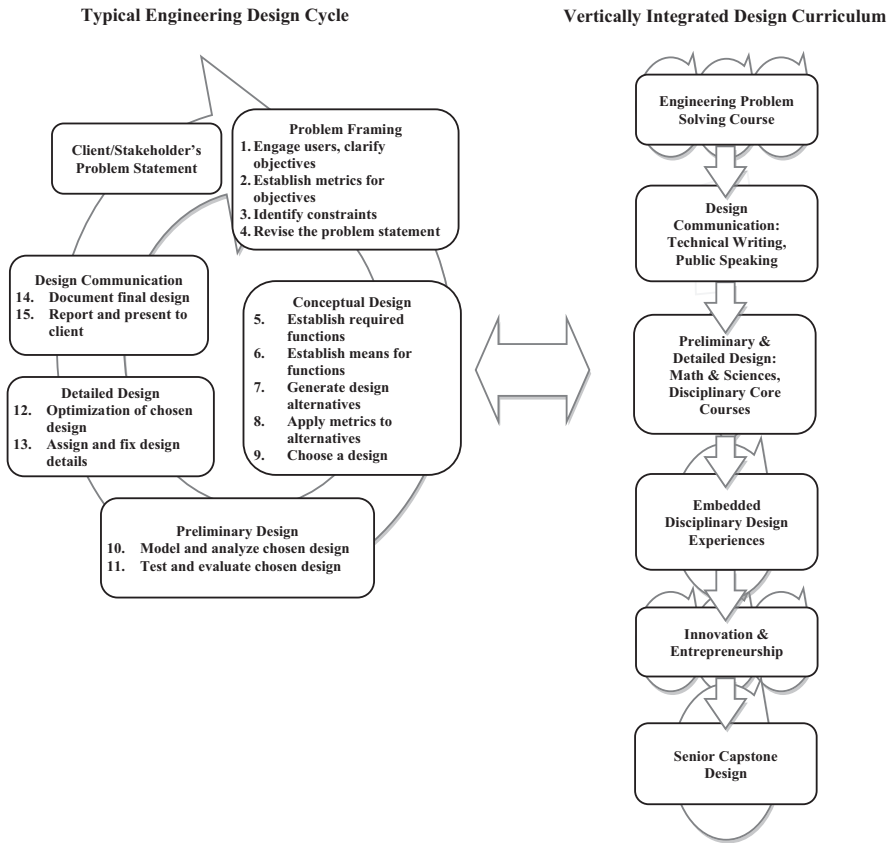 Typical Engineering Design Cycle
Client/Stakeholder's
Problem Statement
Problem Framing
1. Engage users, clarify
objectives
2. Establish metrics for
objectives
3. Identify constraints
4. Revise the problem statement
Conceptual Design
5. Establish required
functions
6. Establish means for
functions
7. Generate design
alternatives
8. Apply metrics to
alternatives
9. Choose a design
Preliminary Design
10. Model and analyze chosen design
11. Test and evaluate chosen design
Detailed Design
12. Optimization of chosen
design
13. Assign and fix design
details
Design Communication
14. Document final design
15. Report and present to
client
Vertically Integrated Design Curriculum
Engineering Problem
Solving Course
Design
Communication:
Technical Writing,
Public Speaking
Preliminary &
Detailed Design:
Math & Sciences,
Disciplinary Core
Courses
Embedded
Disciplinary Design
Experiences
Innovation &
Entrepreneurship
Senior Capstone
Design